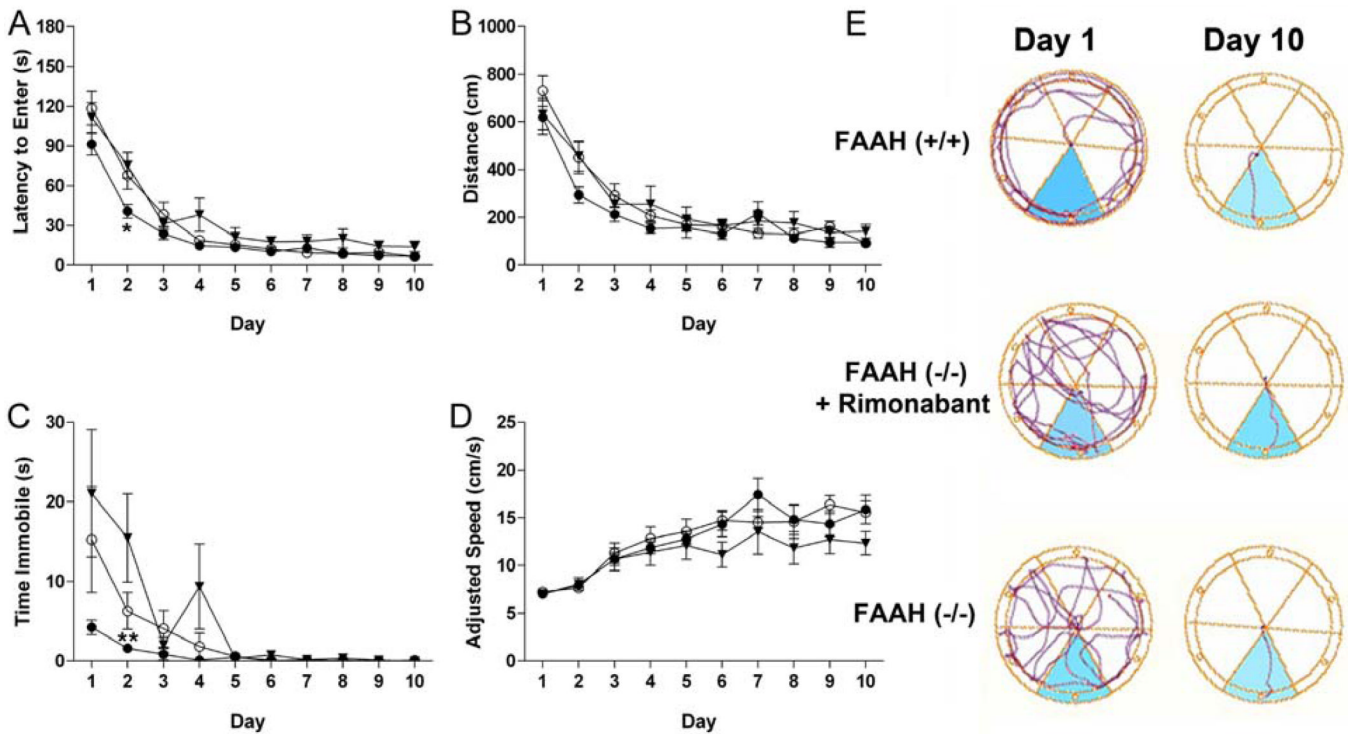 A
Latency to Enter (s)
180
150
120
90
60
30
0
*
1 2 3 4 5 6 7 8 9 10
Day
B
Distance (cm)
1000
800
600
400
200
0
1 2 3 4 5 6 7 8 9 10
Day
C
Time Immobile (s)
30
20
10
0
**
1 2 3 4 5 6 7 8 9 10
Day
D
Adjusted Speed (cm/s)
25
20
15
10
5
0
1 2 3 4 5 6 7 8 9 10
Day
E
Day 1 Day 10
FAAH (+/+)
FAAH (-/-)
+ Rimonabant
FAAH (-/-)